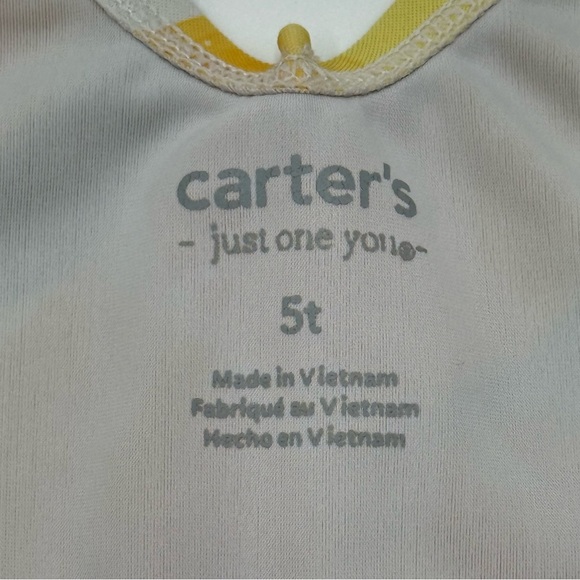 carter's
- just one you®-
5t
Made in Vietnam
Fabriqué au Vietnam
Hecho en Vietnam